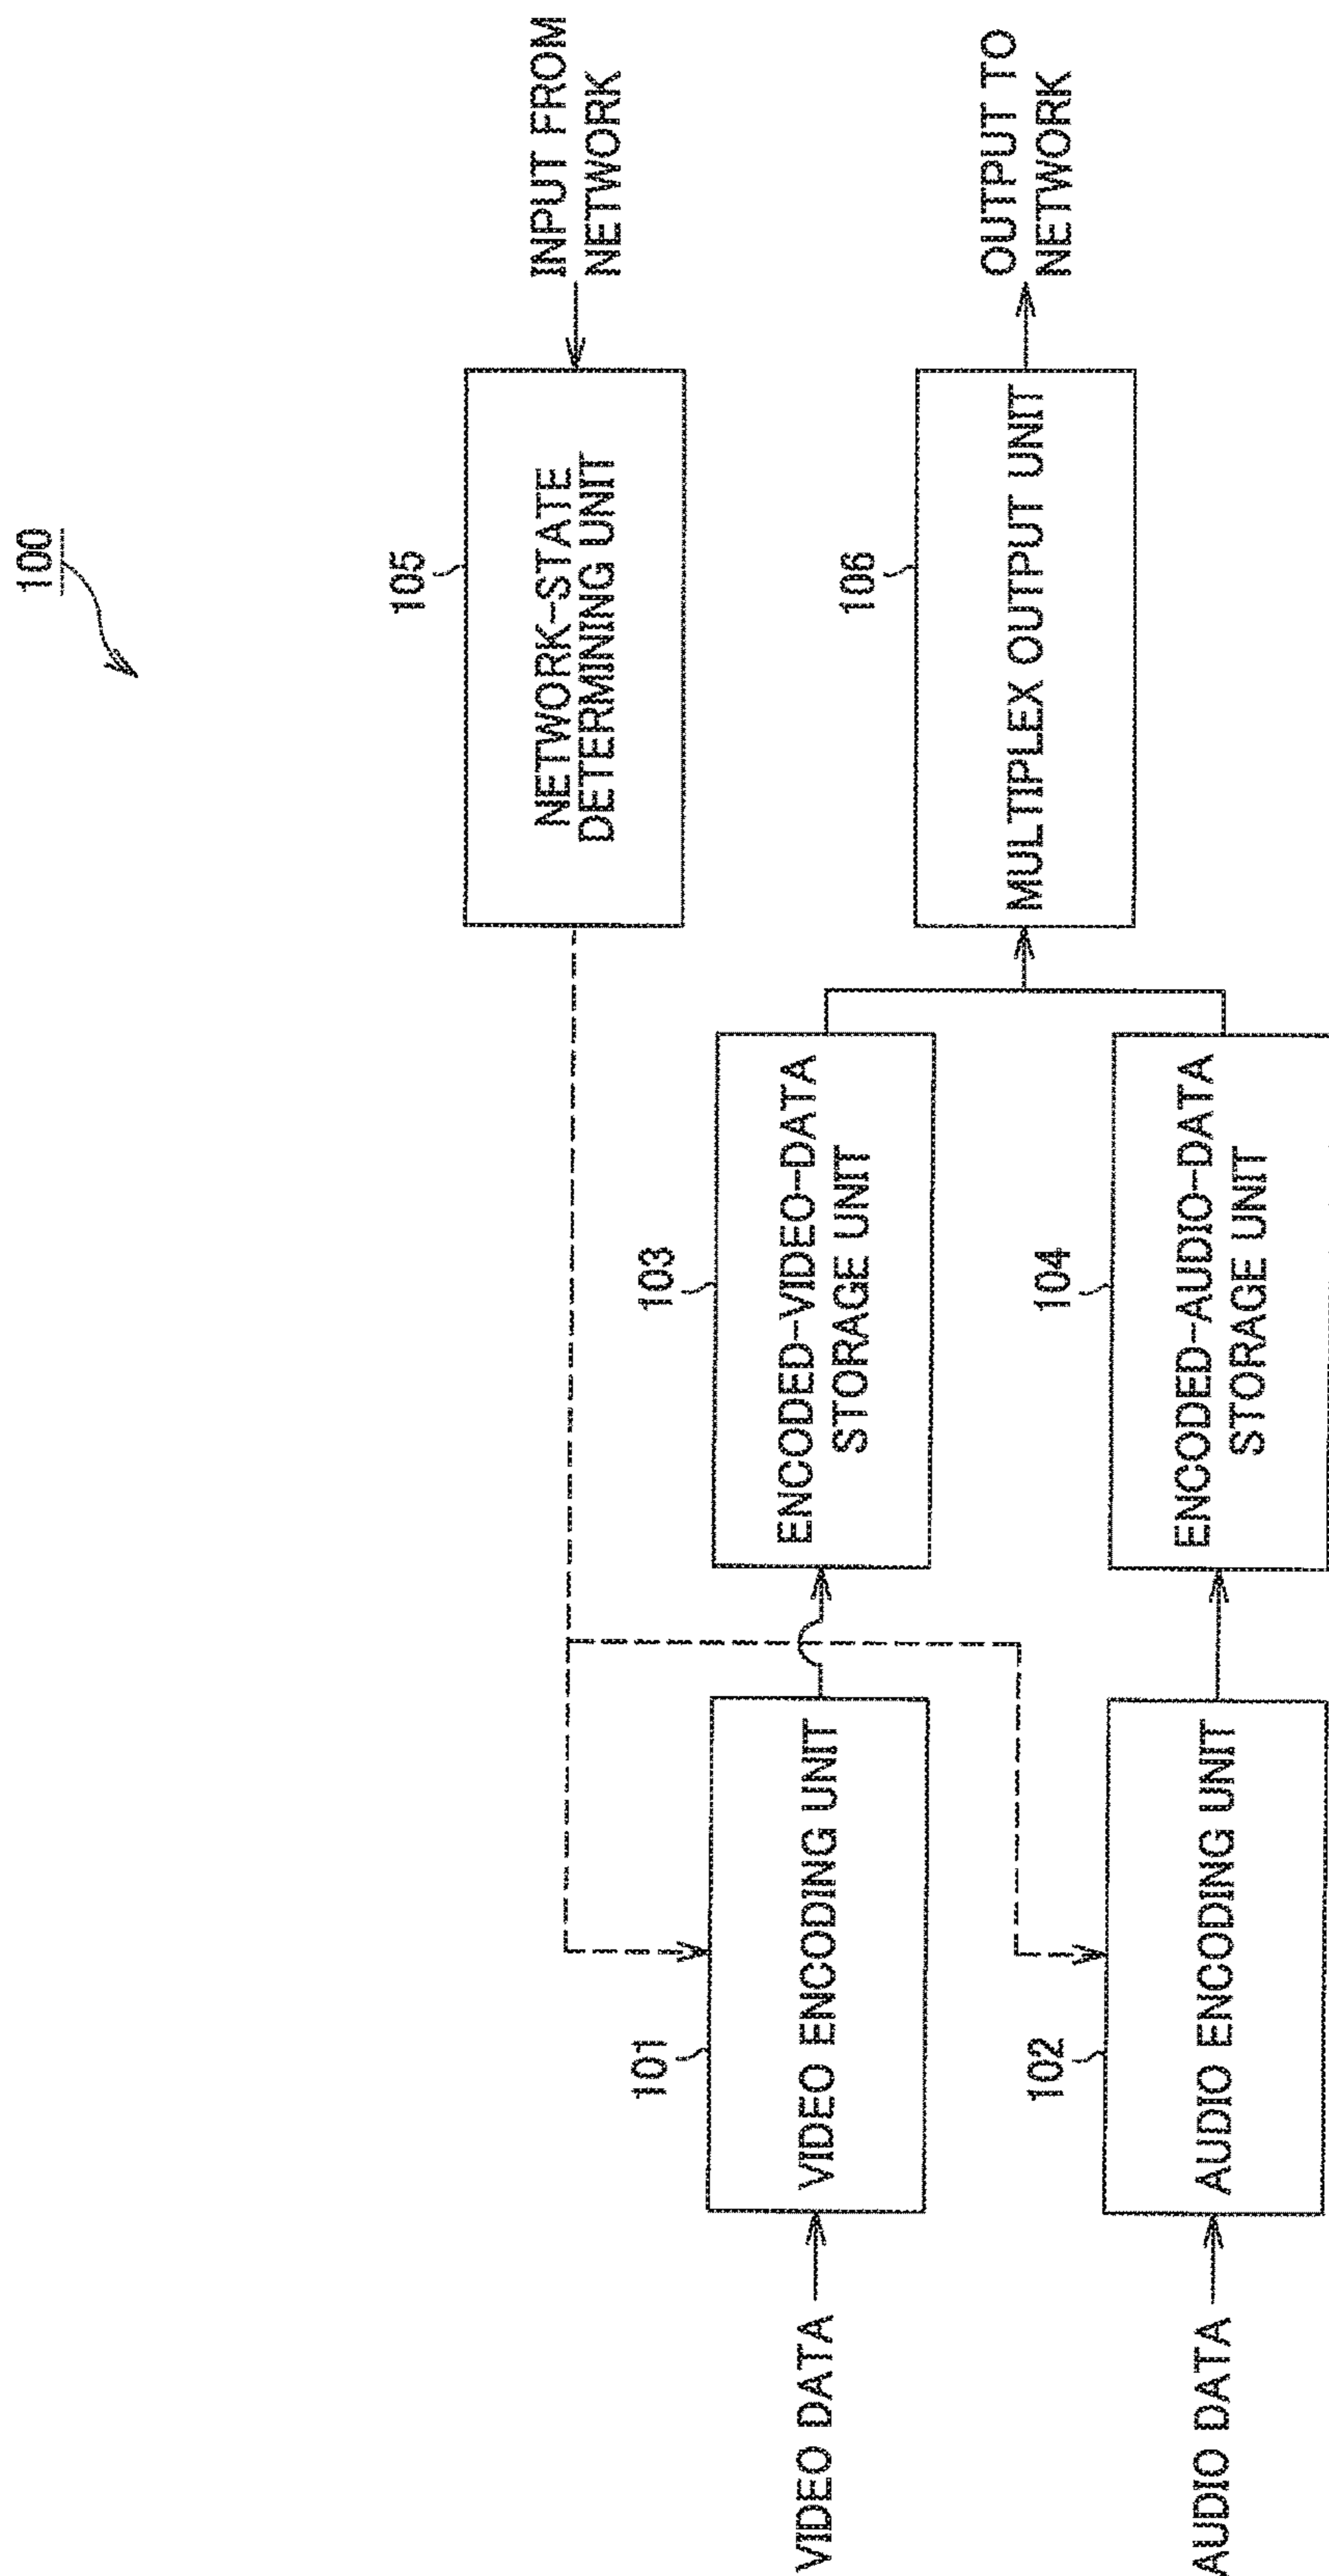 100
INPUT FROM
NETWORK
105
NETWORK-STATE
DETERMINING UNIT
OUTPUT TO
NETWORK
106
MULTIPLEX OUTPUT UNIT
103
ENCODED-VIDEO-DATA
STORAGE UNIT
104
ENCODED-AUDIO-DATA
STORAGE UNIT
101
VIDEO ENCODING UNIT
102
AUDIO ENCODING UNIT
VIDEO DATA
AUDIO DATA